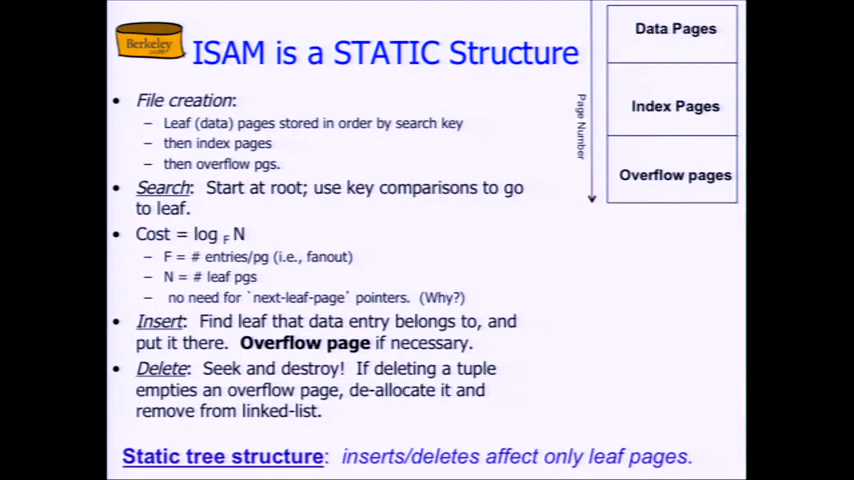 Berkeley
ISAM is a STATIC Structure
• File creation:
– Leaf (data) pages stored in order by search key
– then index pages
– then overflow pgs.
• Search: Start at root; use key comparisons to go
to leaf.
• Cost = log F N
– F = # entries/pg (i.e., fanout)
– N = # leaf pgs
– no need for `next-leaf-page' pointers. (Why?)
• Insert: Find leaf that data entry belongs to, and
put it there. Overflow page if necessary.
• Delete: Seek and destroy! If deleting a tuple
empties an overflow page, de-allocate it and
remove from linked-list.
Static tree structure: inserts/deletes affect only leaf pages.
Page Number
Data Pages
Index Pages
Overflow pages